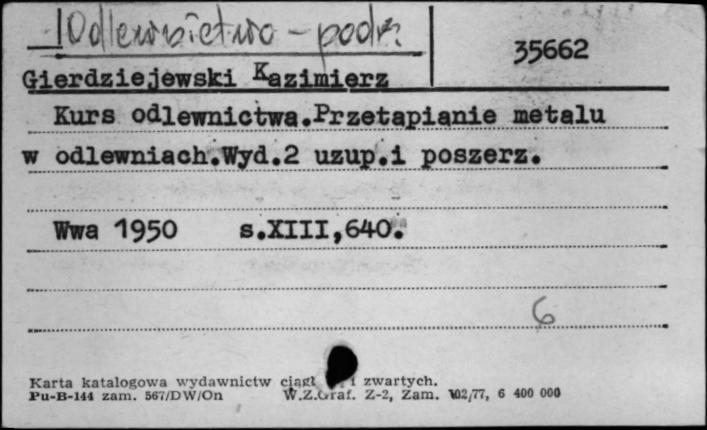 Odlewnictwo - podr.
35662
Gierdziejewski Kazimierz
Kurs odlewnictwa.Przetapianie metalu
w odlewniach.Wyd.2 uzup.i poszerz.
Wwa 1950 s.XIII,640.
6
Karta katalogowa wydawnictw ciągł i zwartych.
Pu-B-144 zam. 567/DW/On W.Z.Graf. Z-2, Zam. 102/77, 6 400 000